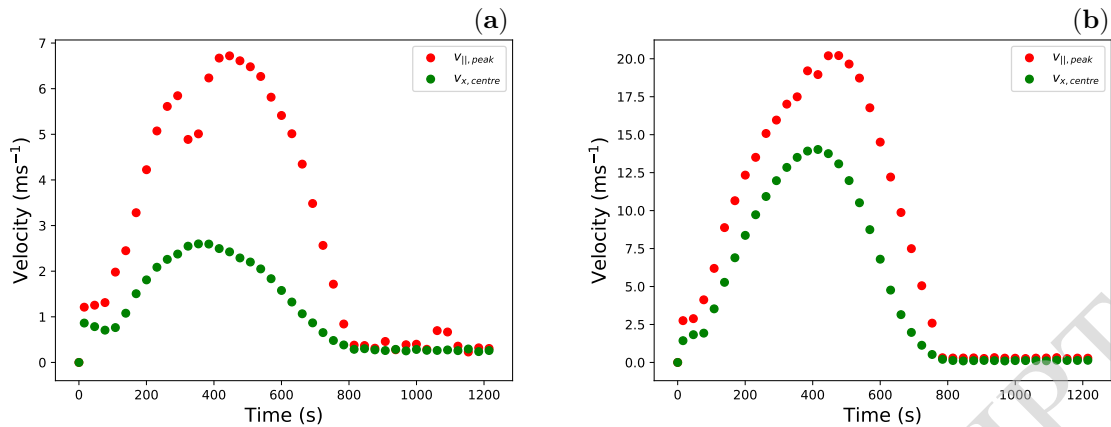 (a)
7
6
5
4
3
2
1
0
Velocity (ms⁻¹)
0 200 400 600 800 1000 1200
Time (s)
v||,peak
vx,centre
(b)
20.0
17.5
15.0
12.5
10.0
7.5
5.0
2.5
0.0
Velocity (ms⁻¹)
0 200 400 600 800 1000 1200
Time (s)
v||,peak
vx,centre
IPT